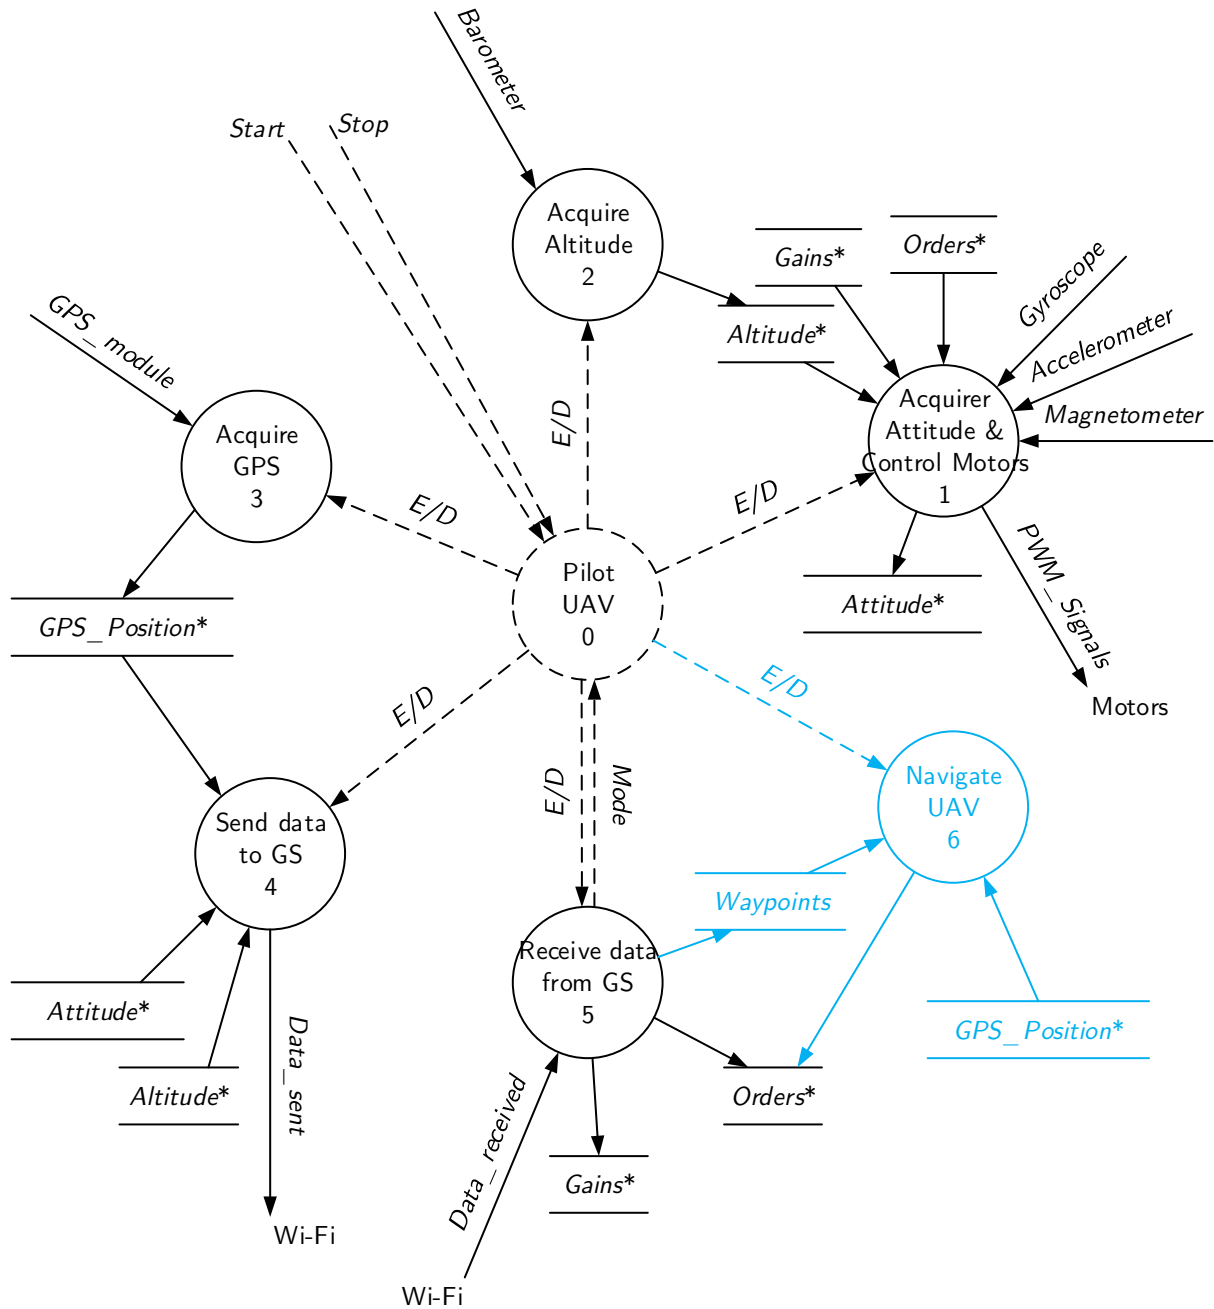 Barometer
Start
Stop
Acquire
Altitude
2
Gains*
Orders*
Gyroscope
Accelerometer
Magnetometer
Altitude*
GPS_module
Acquire
GPS
3
E/D
E/D
E/D
Acquirer
Attitude &
Control Motors
1
Pilot
UAV
0
PWM_Signals
Attitude*
GPS_Position*
Motors
E/D
E/D
Mode
E/D
Navigate
UAV
6
Send data
to GS
4
Waypoints
Receive data
from GS
5
GPS_Position*
Attitude*
Altitude*
Data_sent
Orders*
Data_received
Gains*
Wi-Fi
Wi-Fi